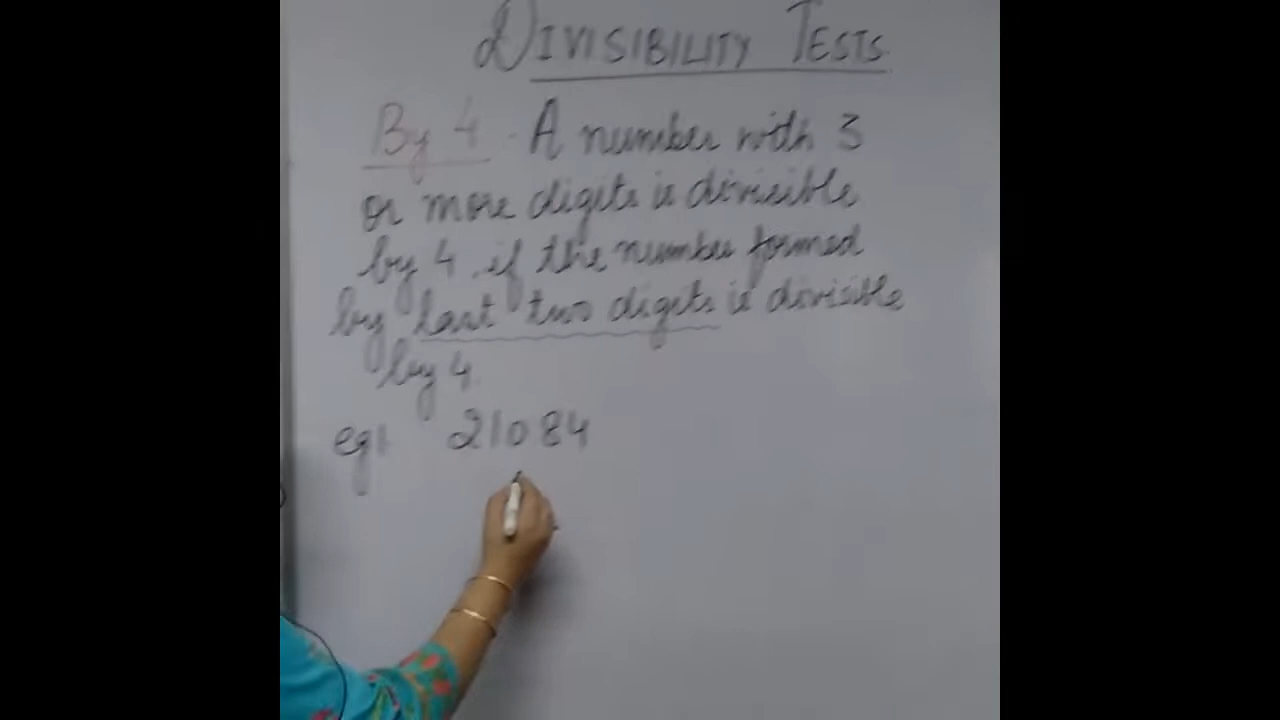 DIVISIBILITY TESTS
By 4 - A number with 3
or more digits is divisible
by 4, if the number formed
by last two digits is divisible
by 4.
eg1. 21084